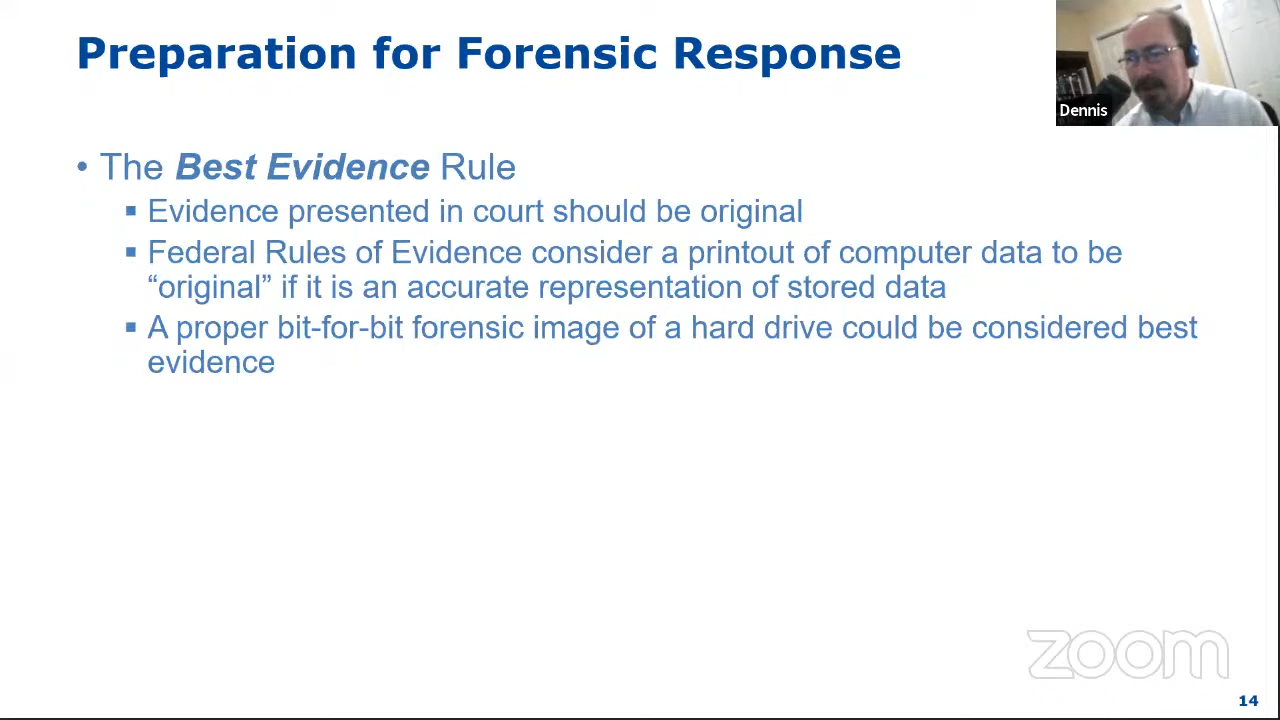 Preparation for Forensic Response
Dennis
• The Best Evidence Rule
▪ Evidence presented in court should be original
▪ Federal Rules of Evidence consider a printout of computer data to be
“original” if it is an accurate representation of stored data
▪ A proper bit-for-bit forensic image of a hard drive could be considered best
evidence
zoom
14